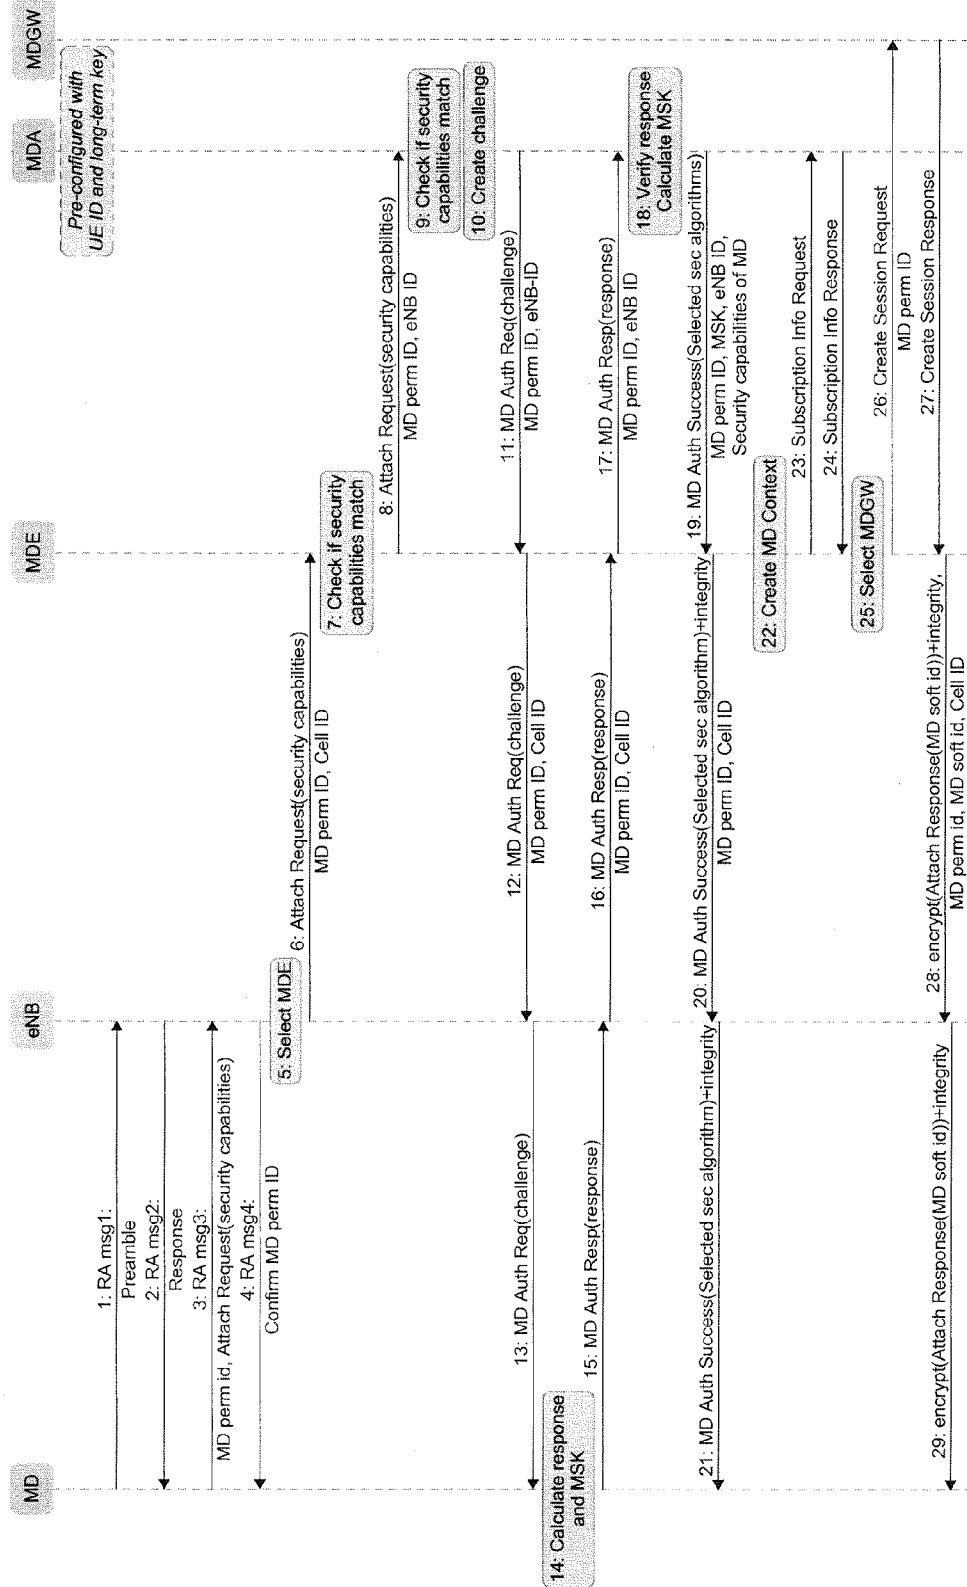 MD
eNB
MDE
MDA
MDGW
Pre-configured with
UE ID and long-term key
1: RA msg1:
Preamble
2: RA msg2:
Response
3: RA msg3:
MD perm id, Attach Request(security capabilities)
4: RA msg4:
Confirm MD perm ID
5: Select MDE
6: Attach Request(security capabilities)
MD perm ID, Cell ID
7: Check if security
capabilities match
8: Attach Request(security capabilities)
MD perm ID, eNB ID
9: Check if security
capabilities match
10: Create challenge
11: MD Auth Req(challenge)
MD perm ID, eNB-ID
12: MD Auth Req(challenge)
MD perm ID, Cell ID
13: MD Auth Req(challenge)
14: Calculate response
and MSK
15: MD Auth Resp(response)
16: MD Auth Resp(response)
MD perm ID, Cell ID
17: MD Auth Resp(response)
MD perm ID, eNB ID
18: Verify response
Calculate MSK
19: MD Auth Success(Selected sec algorithms)
MD perm ID, MSK, eNB ID,
Security capabilities of MD
20: MD Auth Success(Selected sec algorithm)+integrity
MD perm ID, Cell ID
21: MD Auth Success(Selected sec algorithm)+integrity
22: Create MD Context
23: Subscription Info Request
24: Subscription Info Response
25: Select MDGW
26: Create Session Request
MD perm ID
27: Create Session Response
28: encrypt(Attach Response(MD soft id))+integrity,
MD perm id, MD soft id, Cell ID
29: encrypt(Attach Response(MD soft id))+integrity